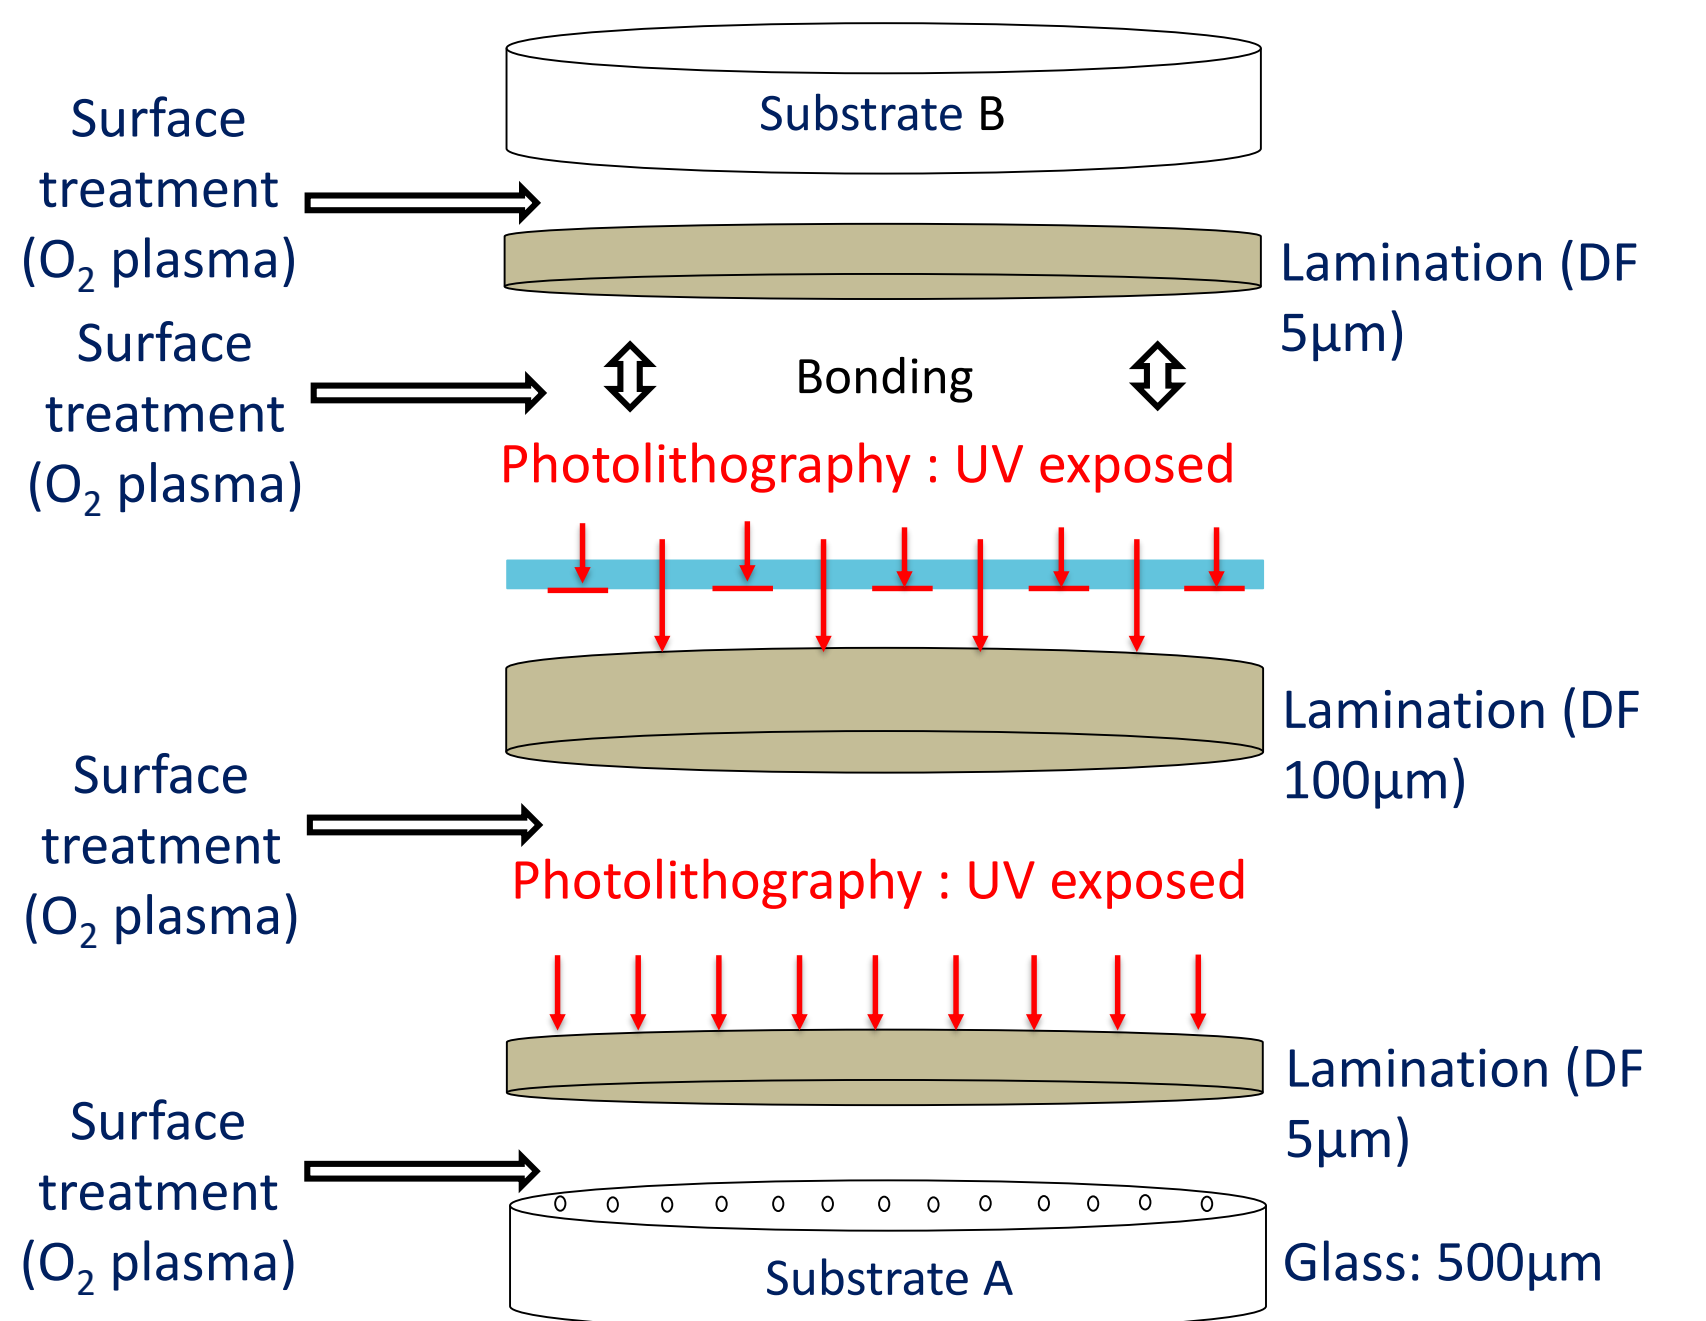 Substrate B
Surface
treatment
(O₂ plasma)
Lamination (DF
5µm)
Surface
treatment
(O₂ plasma)
Bonding
Photolithography : UV exposed
Lamination (DF
100µm)
Surface
treatment
(O₂ plasma)
Photolithography : UV exposed
Lamination (DF
5µm)
Surface
treatment
(O₂ plasma)
Substrate A
Glass: 500µm